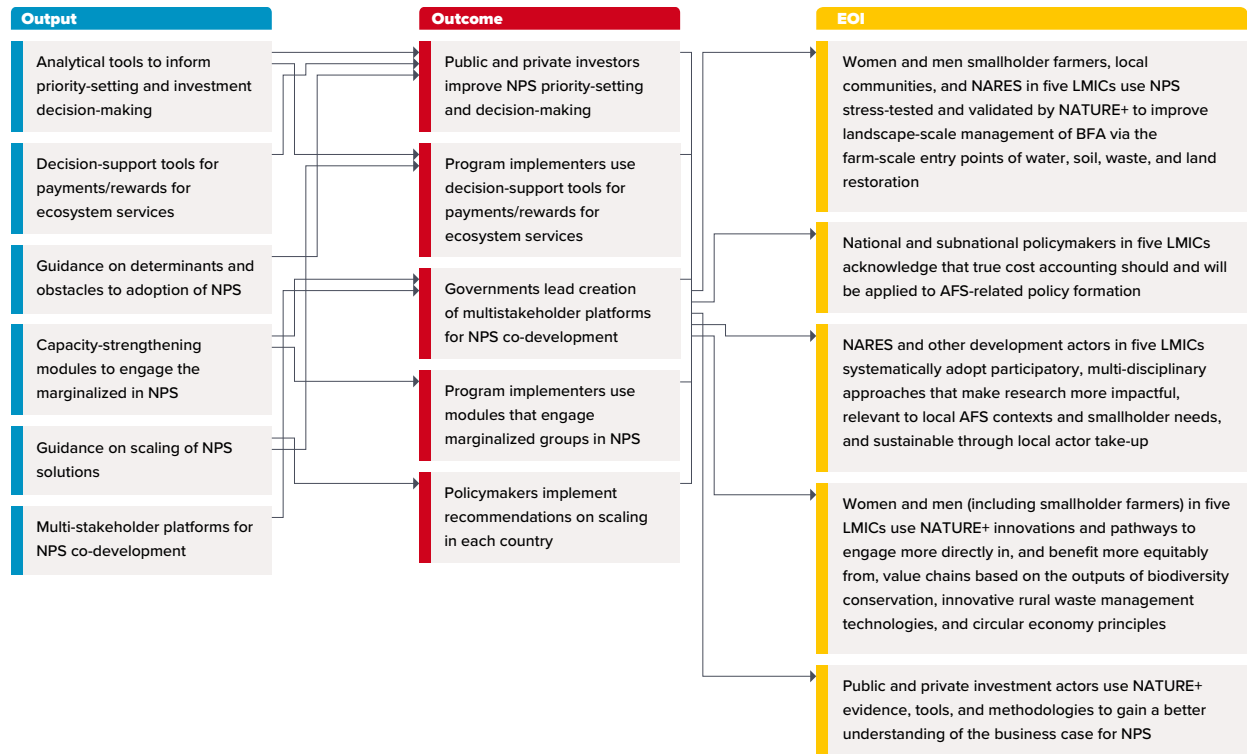 Output
Analytical tools to inform
priority-setting and investment
decision-making
Decision-support tools for
payments/rewards for
ecosystem services
Guidance on determinants and
obstacles to adoption of NPS
Capacity-strengthening
modules to engage the
marginalized in NPS
Guidance on scaling of NPS
solutions
Multi-stakeholder platforms for
NPS co-development
Outcome
Public and private investors
improve NPS priority-setting
and decision-making
Program implementers use
decision-support tools for
payments/rewards for
ecosystem services
Governments lead creation
of multistakeholder platforms
for NPS co-development
Program implementers use
modules that engage
marginalized groups in NPS
Policymakers implement
recommendations on scaling
in each country
EOI
Women and men smallholder farmers, local
communities, and NARES in five LMICs use NPS
stress-tested and validated by NATURE+ to improve
landscape-scale management of BFA via the
farm-scale entry points of water, soil, waste, and land
restoration
National and subnational policymakers in five LMICs
acknowledge that true cost accounting should and will
be applied to AFS-related policy formation
NARES and other development actors in five LMICs
systematically adopt participatory, multi-disciplinary
approaches that make research more impactful,
relevant to local AFS contexts and smallholder needs,
and sustainable through local actor take-up
Women and men (including smallholder farmers) in five
LMICs use NATURE+ innovations and pathways to
engage more directly in, and benefit more equitably
from, value chains based on the outputs of biodiversity
conservation, innovative rural waste management
technologies, and circular economy principles
Public and private investment actors use NATURE+
evidence, tools, and methodologies to gain a better
understanding of the business case for NPS